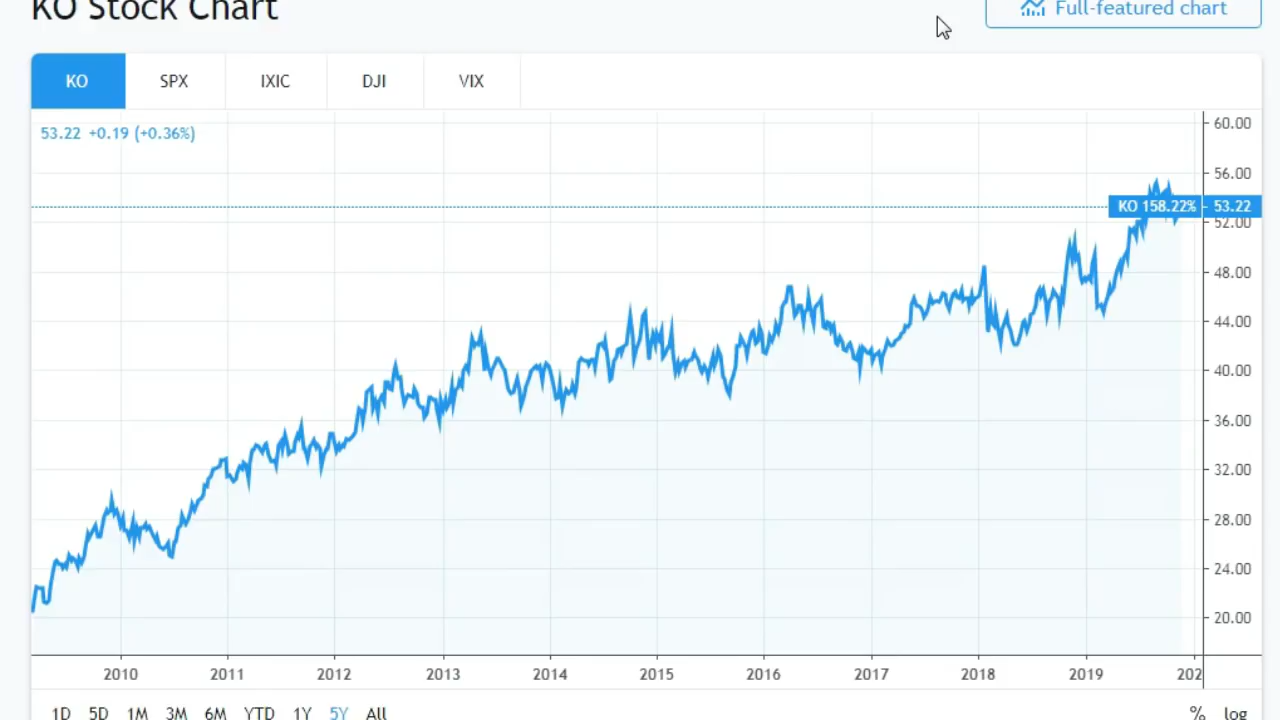 KO Stock Chart
Full-featured chart
KO SPX IXIC DJI VIX
53.22 +0.19 (+0.36%)
60.00
56.00
KO 158.22% 53.22
52.00
48.00
44.00
40.00
36.00
32.00
28.00
24.00
20.00
2010 2011 2012 2013 2014 2015 2016 2017 2018 2019 202
1D 5D 1M 3M 6M YTD 1Y 5Y All % log